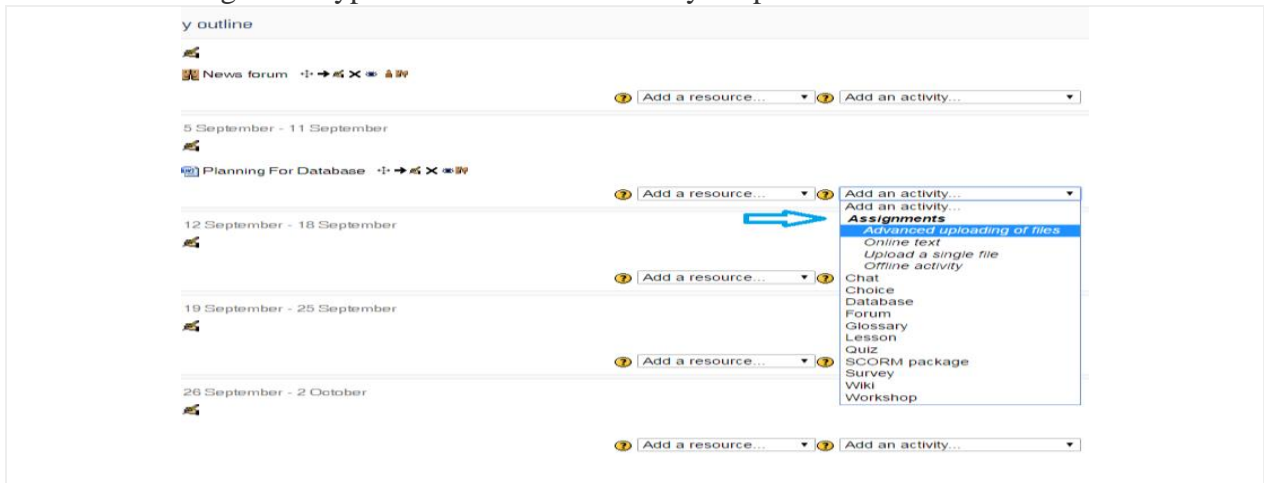 y outline
News forum
Add a resource... Add an activity...
5 September - 11 September
Planning For Database
Add a resource... Add an activity...
Add an activity...
Assignments
12 September - 18 September
Advanced uploading of files
Online text
Upload a single file
Offline activity
Add a resource...
Chat
Choice
Database
19 September - 25 September
Forum
Glossary
Lesson
Quiz
Add a resource...
SCORM package
Survey
26 September - 2 October
Wiki
Workshop
Add a resource... Add an activity...